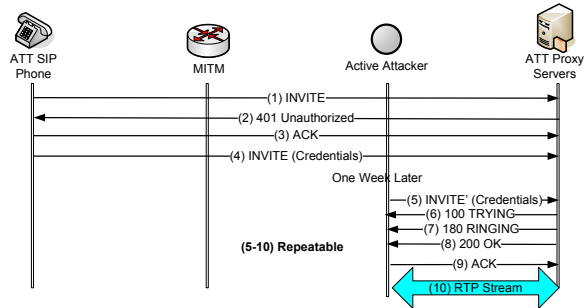 ATT SIP
Phone
MITM
Active Attacker
ATT Proxy
Servers
(1) INVITE
(2) 401 Unauthorized
(3) ACK
(4) INVITE (Credentials)
One Week Later
(5) INVITE' (Credentials)
(6) 100 TRYING
(7) 180 RINGING
(5-10) Repeatable
(8) 200 OK
(9) ACK
(10) RTP Stream